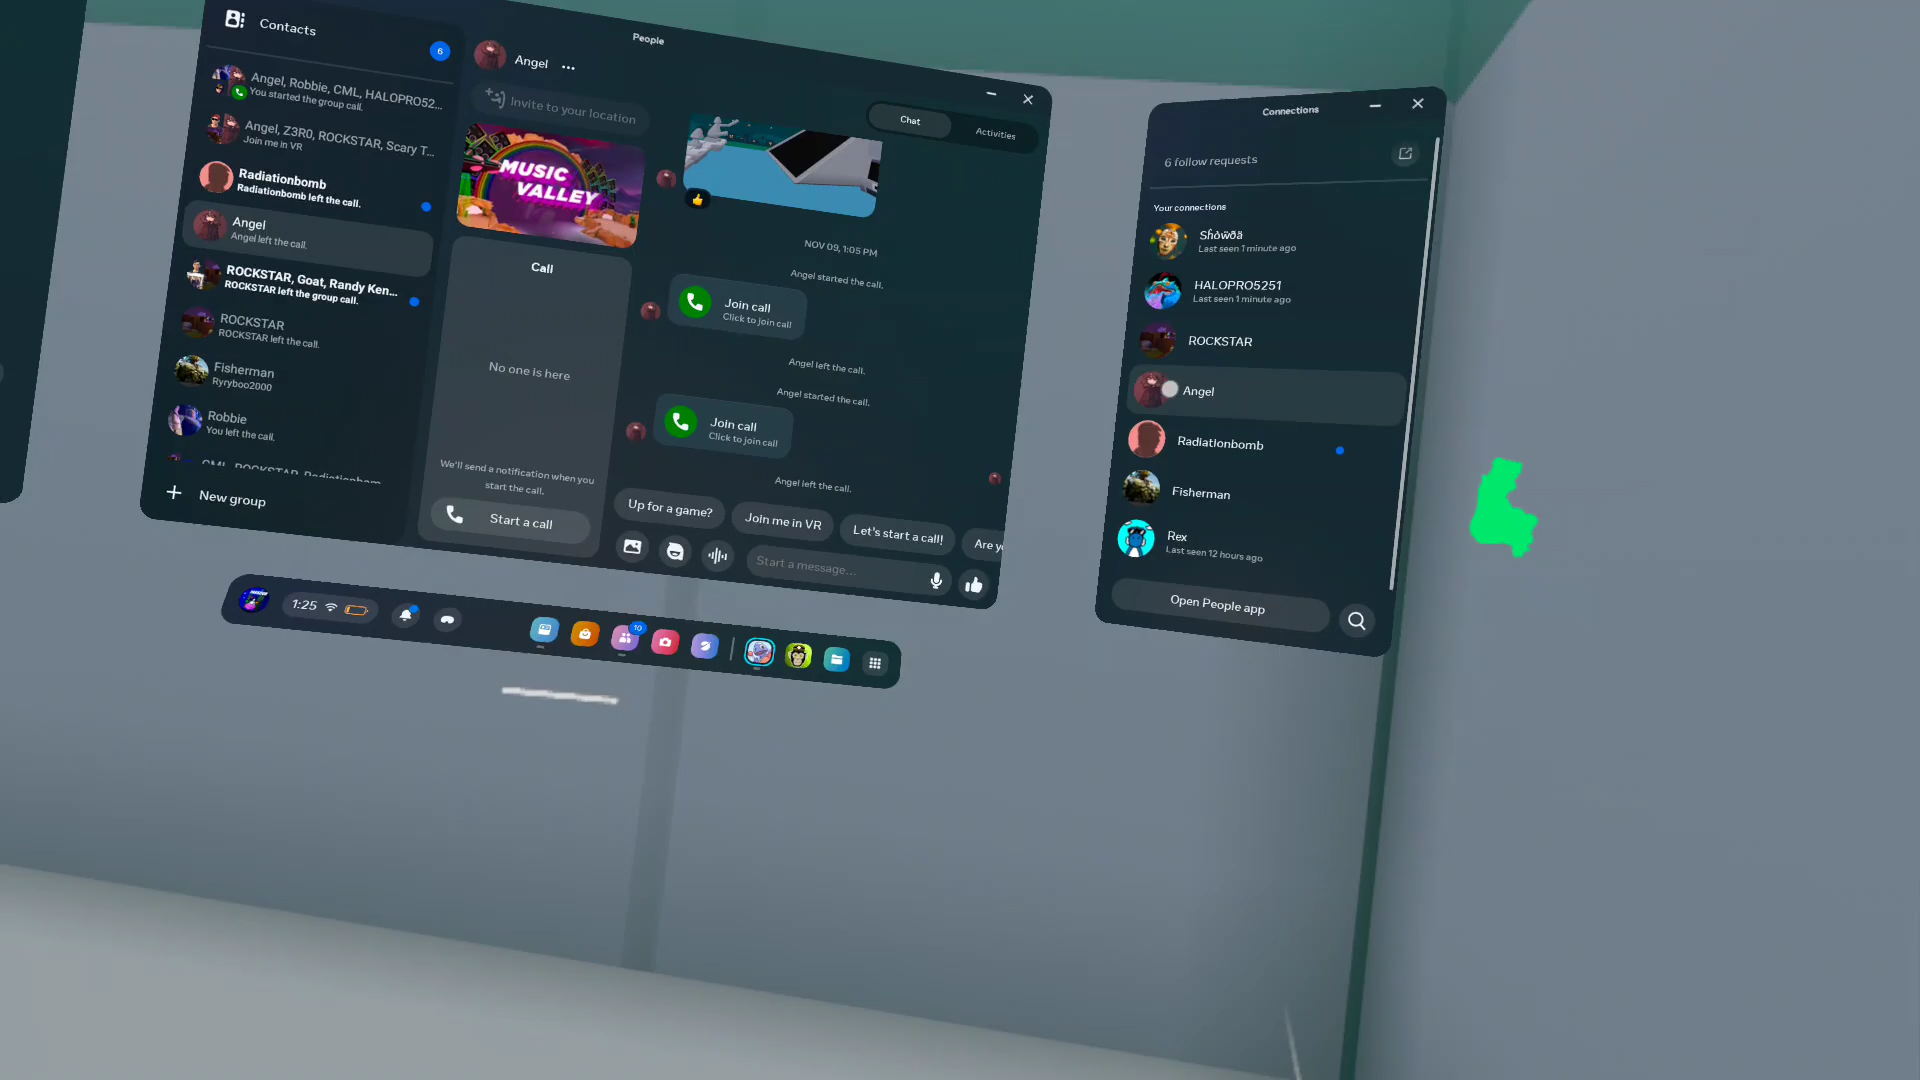 Contacts
6
Angel, Robbie, CML, HALOPRO52...
You started the group call.
Angel, Z3R0, ROCKSTAR, Scary T...
Join me in VR
Radiationbomb
Radiationbomb left the call.
Angel
Angel left the call.
ROCKSTAR, Goat, Randy Ken...
ROCKSTAR left the group call.
ROCKSTAR
ROCKSTAR left the call.
Fisherman
Ryryboo2000
Robbie
You left the call.
CML, ROCKSTAR, Radiationbam
New group
People
Angel ...
Invite to your location
MUSIC
VALLEY
Call
No one is here
We'll send a notification when you
start the call.
Start a call
Chat
Activities
NOV 09, 1:05 PM
Angel started the call.
Join call
Click to join call
Angel left the call.
Angel started the call.
Join call
Click to join call
Angel left the call.
Up for a game?
Join me in VR
Let's start a call!
Are yo
Start a message...
Connections
6 follow requests
Your connections
Last seen 1 minute ago
HALOPRO5251
Last seen 1 minute ago
ROCKSTAR
Angel
Radiationbomb
Fisherman
Rex
Last seen 12 hours ago
Open People app
1:25
10